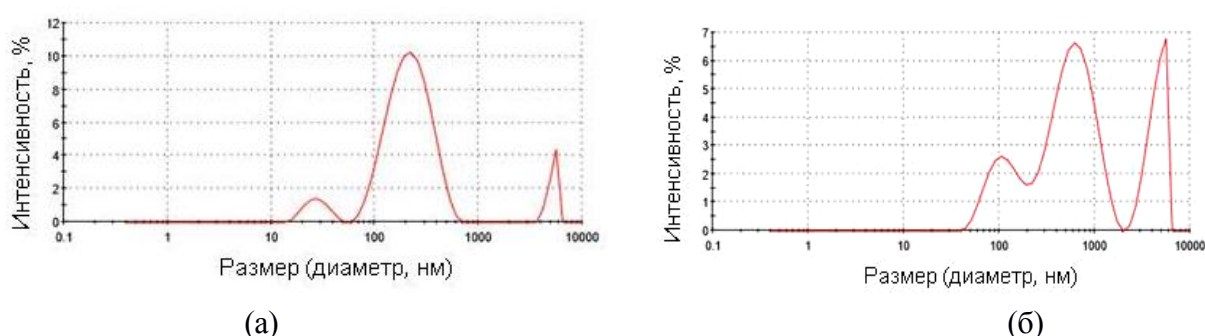 Интенсивность, %
12
10
8
6
4
2
0
0.1 1 10 100 1000 10000
Размер (диаметр, нм)
(а)
Интенсивность, %
7
6
5
4
3
2
1
0
0.1 1 10 100 1000 10000
Размер (диаметр, нм)
(б)